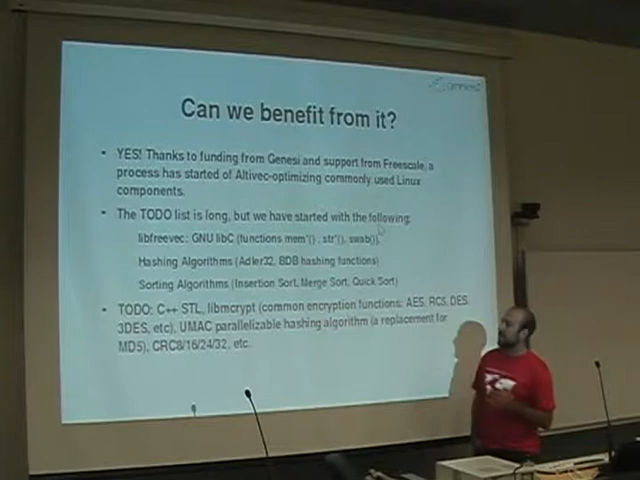 Can we benefit from it?
• YES! Thanks to funding from Genesi and support from Freescale, a
process has started of Altivec-optimizing commonly used Linux
components.
• The TODO list is long, but we have started with the following:
libfreevec: GNU libC (functions mem*() , str*(), swab()),
Hashing Algorithms (Adler32, BDB hashing functions)
Sorting Algorithms (Insertion Sort, Merge Sort, Quick Sort)
• TODO: C++ STL, libmcrypt (common encryption functions: AES, RC5, DES,
3DES, etc), UMAC parallelizable hashing algorithm (a replacement for
MD5), CRC8/16/24/32, etc.